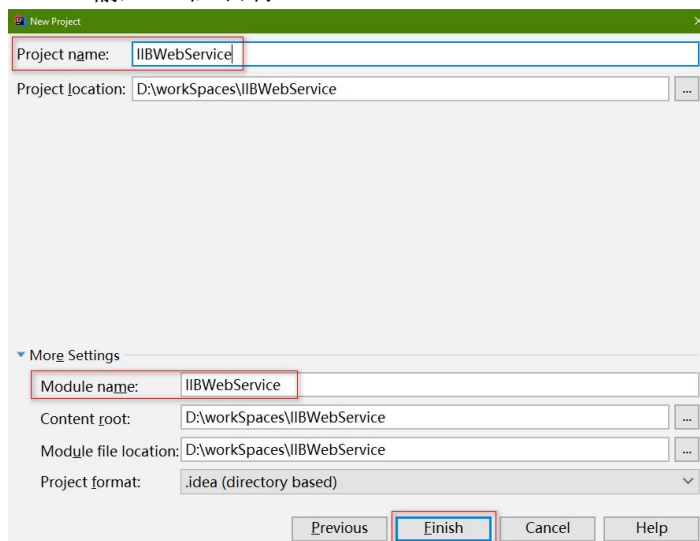 New Project
Project name: IIBWebService
Project location: D:\workSpaces\IIBWebService ...
More Settings
Module name: IIBWebService
Content root: D:\workSpaces\IIBWebService ...
Module file location: D:\workSpaces\IIBWebService ...
Project format: .idea (directory based)
Previous Finish Cancel Help